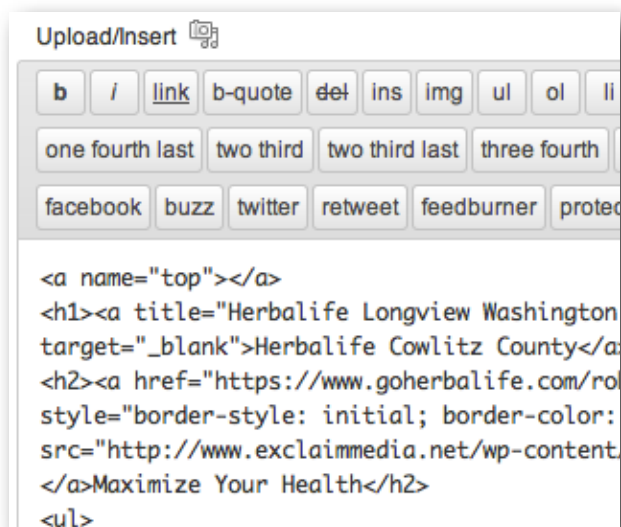 Upload/Insert
b i link b-quote del ins img ul ol li
one fourth last two third two third last three fourth
facebook buzz twitter retweet feedburner
<a name="top"></a>
<h1><a title="Herbalife Longview Washington
target="_blank">Herbalife Cowlitz County</a>
<h2><a href="https://www.goherbalife.com/rol
style="border-style: initial; border-color:
src="http://www.exclaimmedia.net/wp-content/
</a>Maximize Your Health</h2>
<ul>